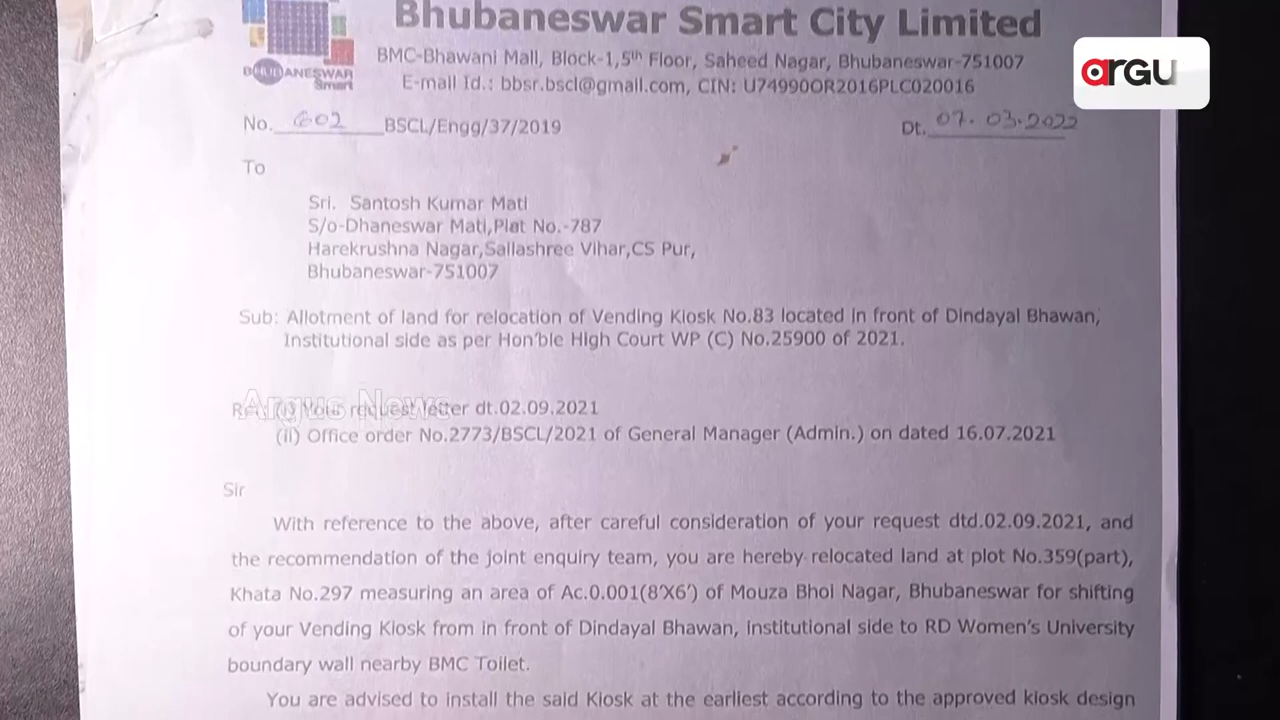 Bhubaneswar Smart City Limited
BMC-Bhawani Mall, Block-1,5th Floor, Saheed Nagar, Bhubaneswar-751007
E-mail Id.: bbsr.bscl@gmail.com, CIN: U74990OR2016PLC020016
BHUBANESWAR
Smart
ARGU
No. 602 BSCL/Engg/37/2019
Dt. 07.03.2022
To
Sri. Santosh Kumar Mati
S/o-Dhaneswar Mati,Plat No.-787
Harekrushna Nagar,Sailashree Vihar,CS Pur,
Bhubaneswar-751007
Sub: Allotment of land for relocation of Vending Kiosk No.83 located in front of Dindayal Bhawan,
Institutional side as per Hon'ble High Court WP (C) No.25900 of 2021.
Argus News
Ref: (i) Your request letter dt.02.09.2021
(ii) Office order No.2773/BSCL/2021 of General Manager (Admin.) on dated 16.07.2021
Sir
With reference to the above, after careful consideration of your request dtd.02.09.2021, and
the recommendation of the joint enquiry team, you are hereby relocated land at plot No.359(part),
Khata No.297 measuring an area of Ac.0.001(8'X6') of Mouza Bhoi Nagar, Bhubaneswar for shifting
of your Vending Kiosk from in front of Dindayal Bhawan, institutional side to RD Women's University
boundary wall nearby BMC Toilet.
You are advised to install the said Kiosk at the earliest according to the approved kiosk design